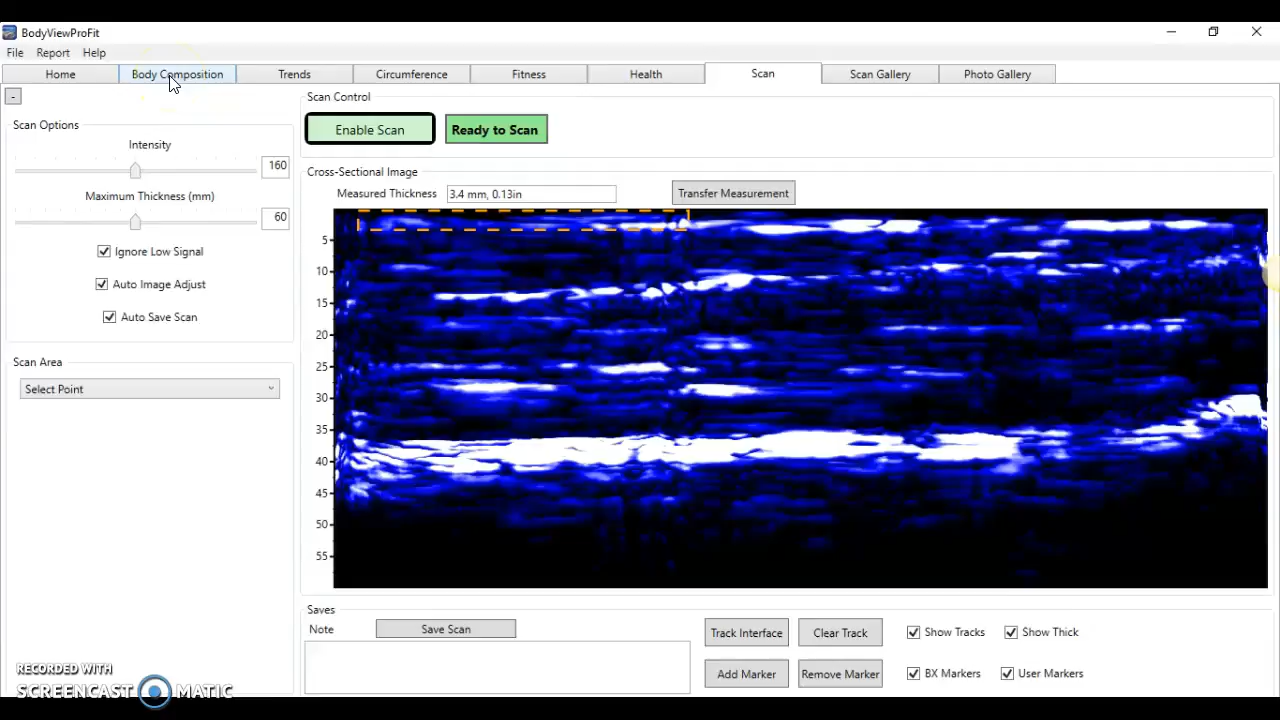 BodyViewProFit
File Report Help
Home Body Composition Trends Circumference Fitness Health Scan Scan Gallery Photo Gallery
-
Scan Control
Enable Scan Ready to Scan
Scan Options
Intensity
160
Maximum Thickness (mm)
60
Ignore Low Signal
Auto Image Adjust
Auto Save Scan
Scan Area
Select Point
Cross-Sectional Image
Measured Thickness 3.4 mm, 0.13in Transfer Measurement
5
10
15
20
25
30
35
40
45
50
55
Saves
Note Save Scan
Track Interface Clear Track Show Tracks Show Thick
Add Marker Remove Marker BX Markers User Markers
RECORDED WITH
SCREENCAST MATIC